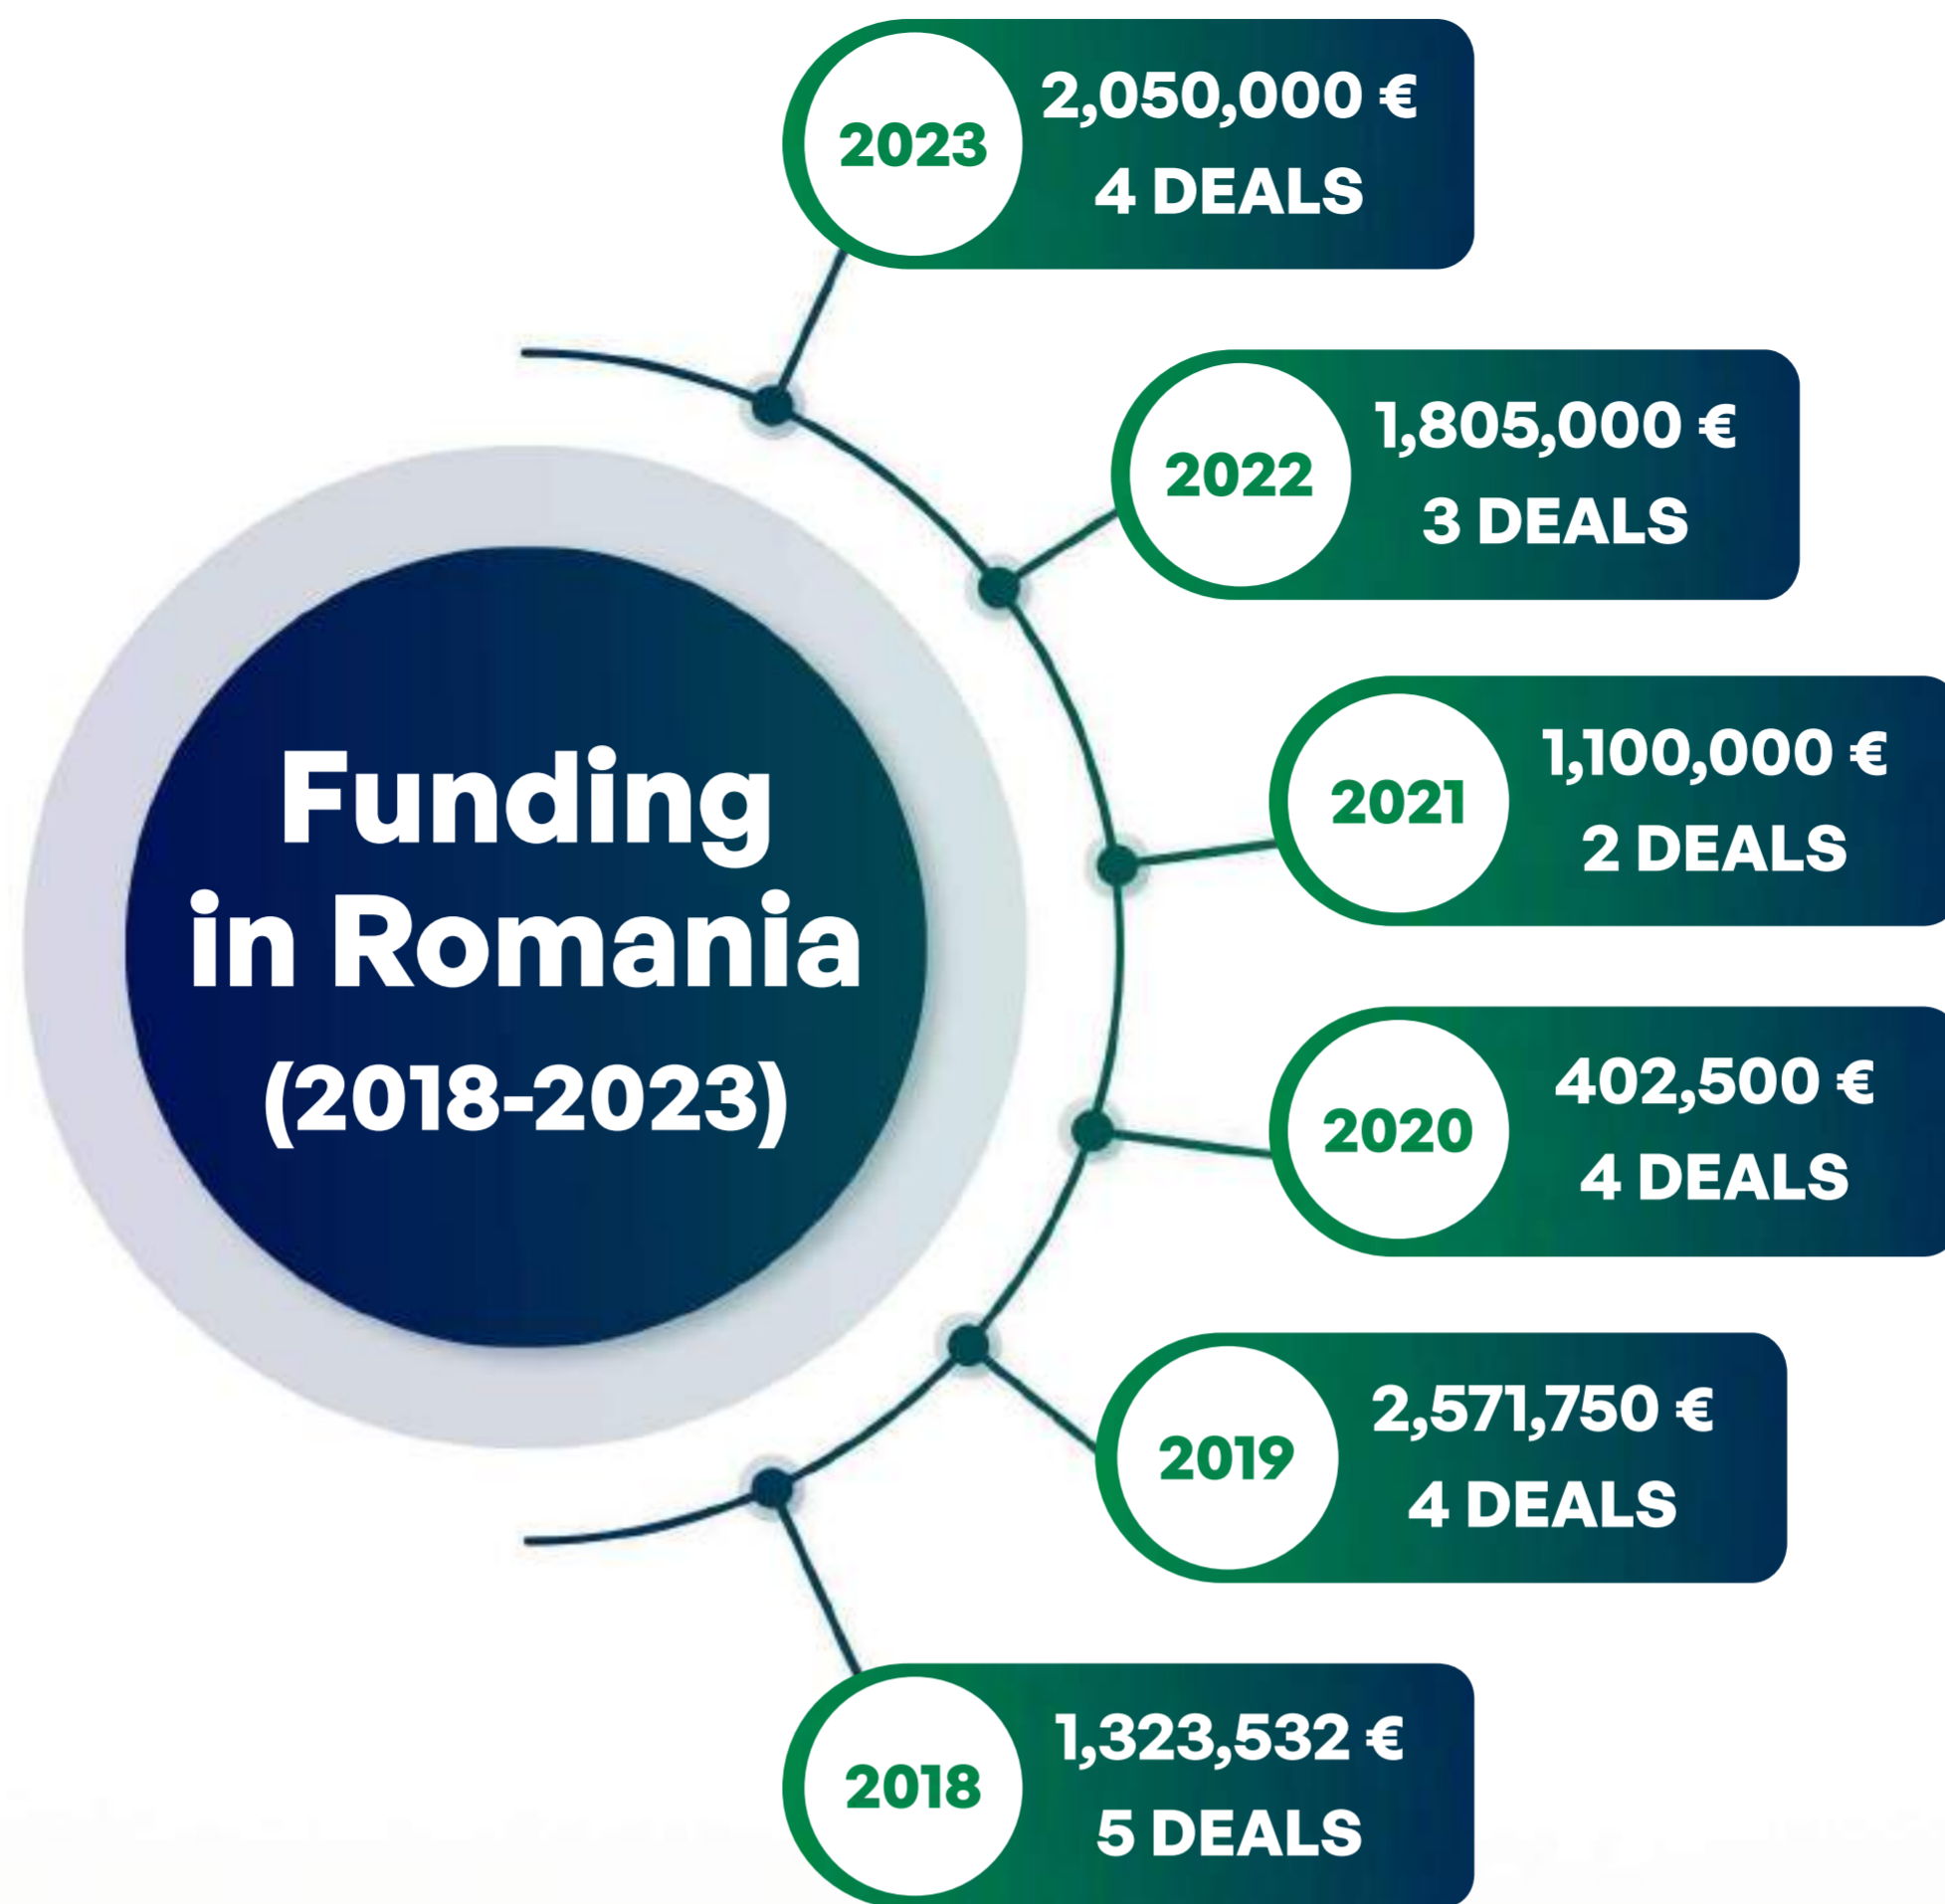 Funding
in Romania
(2018-2023)
2023
2,050,000 €
4 DEALS
2022
1,805,000 €
3 DEALS
2021
1,100,000 €
2 DEALS
2020
402,500 €
4 DEALS
2019
2,571,750 €
4 DEALS
2018
1,323,532 €
5 DEALS